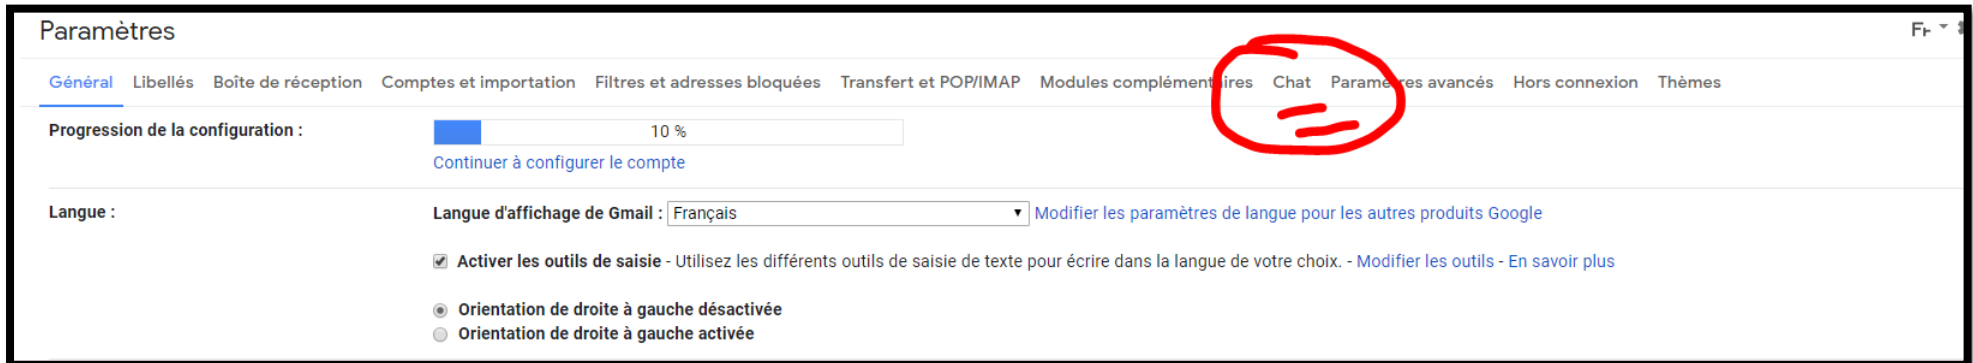 Paramètres
Fr
Général Libellés Boîte de réception Comptes et importation Filtres et adresses bloquées Transfert et POP/IMAP Modules complémentaires Chat Paramètres avancés Hors connexion Thèmes
Progression de la configuration : 10 %
Continuer à configurer le compte
Langue : Langue d'affichage de Gmail : Français Modifier les paramètres de langue pour les autres produits Google
Activer les outils de saisie - Utilisez les différents outils de saisie de texte pour écrire dans la langue de votre choix. - Modifier les outils - En savoir plus
Orientation de droite à gauche désactivée
Orientation de droite à gauche activée